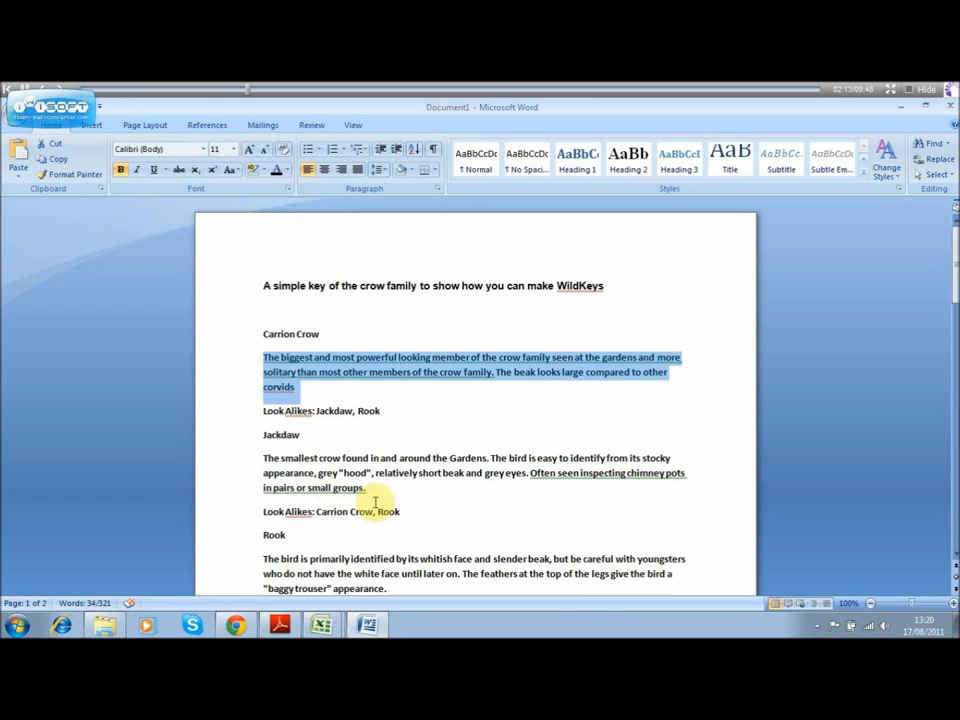 02:13/09:48 Hide
iOrgSoft
Document1 - Microsoft Word
Insert Page Layout References Mailings Review View
Cut
Copy
Format Painter
Paste
Calibri (Body) 11
AaBbCcDc AaBbCcDc AaBbCc AaBb AaBbCcI AaBb AaBbCc. AaBbCcDc
¶ Normal ¶ No Spaci... Heading 1 Heading 2 Heading 3 Title Subtitle Subtle Em...
Change Styles
Find
Replace
Select
Clipboard Font Paragraph Styles Editing
A simple key of the crow family to show how you can make WildKeys
Carrion Crow
The biggest and most powerful looking member of the crow family seen at the gardens and more
solitary than most other members of the crow family. The beak looks large compared to other
corvids
Look Alikes: Jackdaw, Rook
Jackdaw
The smallest crow found in and around the Gardens. The bird is easy to identify from its stocky
appearance, grey "hood", relatively short beak and grey eyes. Often seen inspecting chimney pots
in pairs or small groups.
Look Alikes: Carrion Crow, Rook
Rook
The bird is primarily identified by its whitish face and slender beak, but be careful with youngsters
who do not have the white face until later on. The feathers at the top of the legs give the bird a
"baggy trouser" appearance.
Page: 1 of 2 Words: 34/321 100%
13:20
17/08/2011